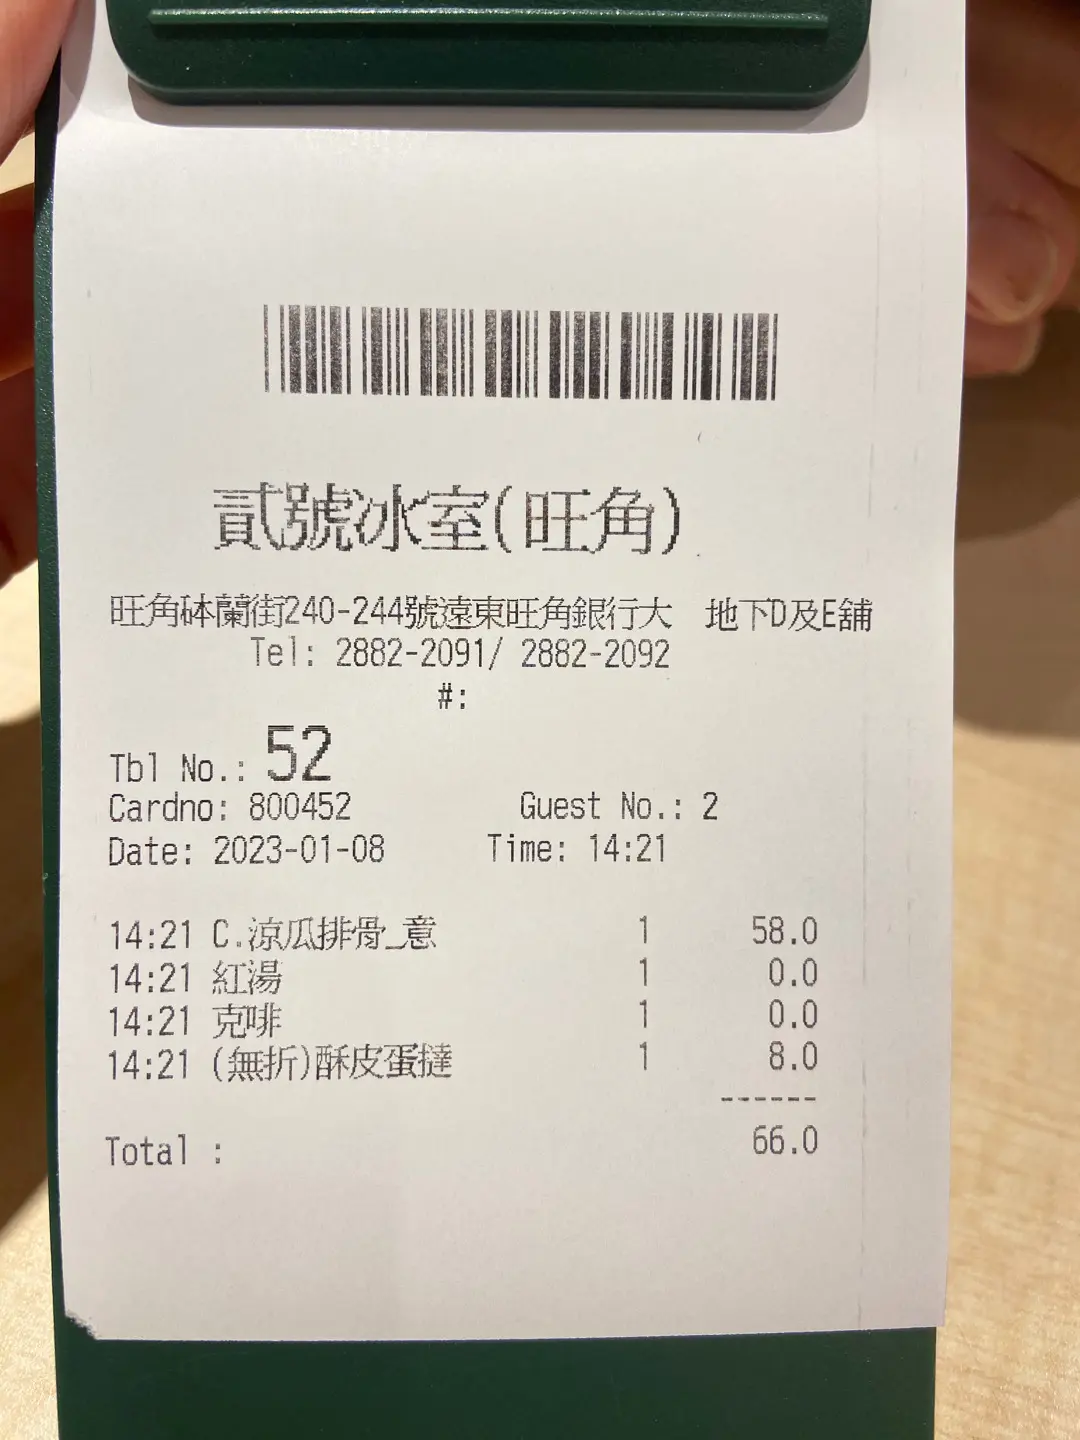 貳號冰室(旺角)
旺角砵蘭街240-244號遠東旺角銀行大 地下D及E舖
Tel: 2882-2091/ 2882-2092
#:
Tbl No.: 52
Cardno: 800452 Guest No.: 2
Date: 2023-01-08 Time: 14:21
14:21 C.涼瓜排骨_意 1 58.0
14:21 紅湯 1 0.0
14:21 克啡 1 0.0
14:21 (無折)酥皮蛋撻 1 8.0
------
Total : 66.0